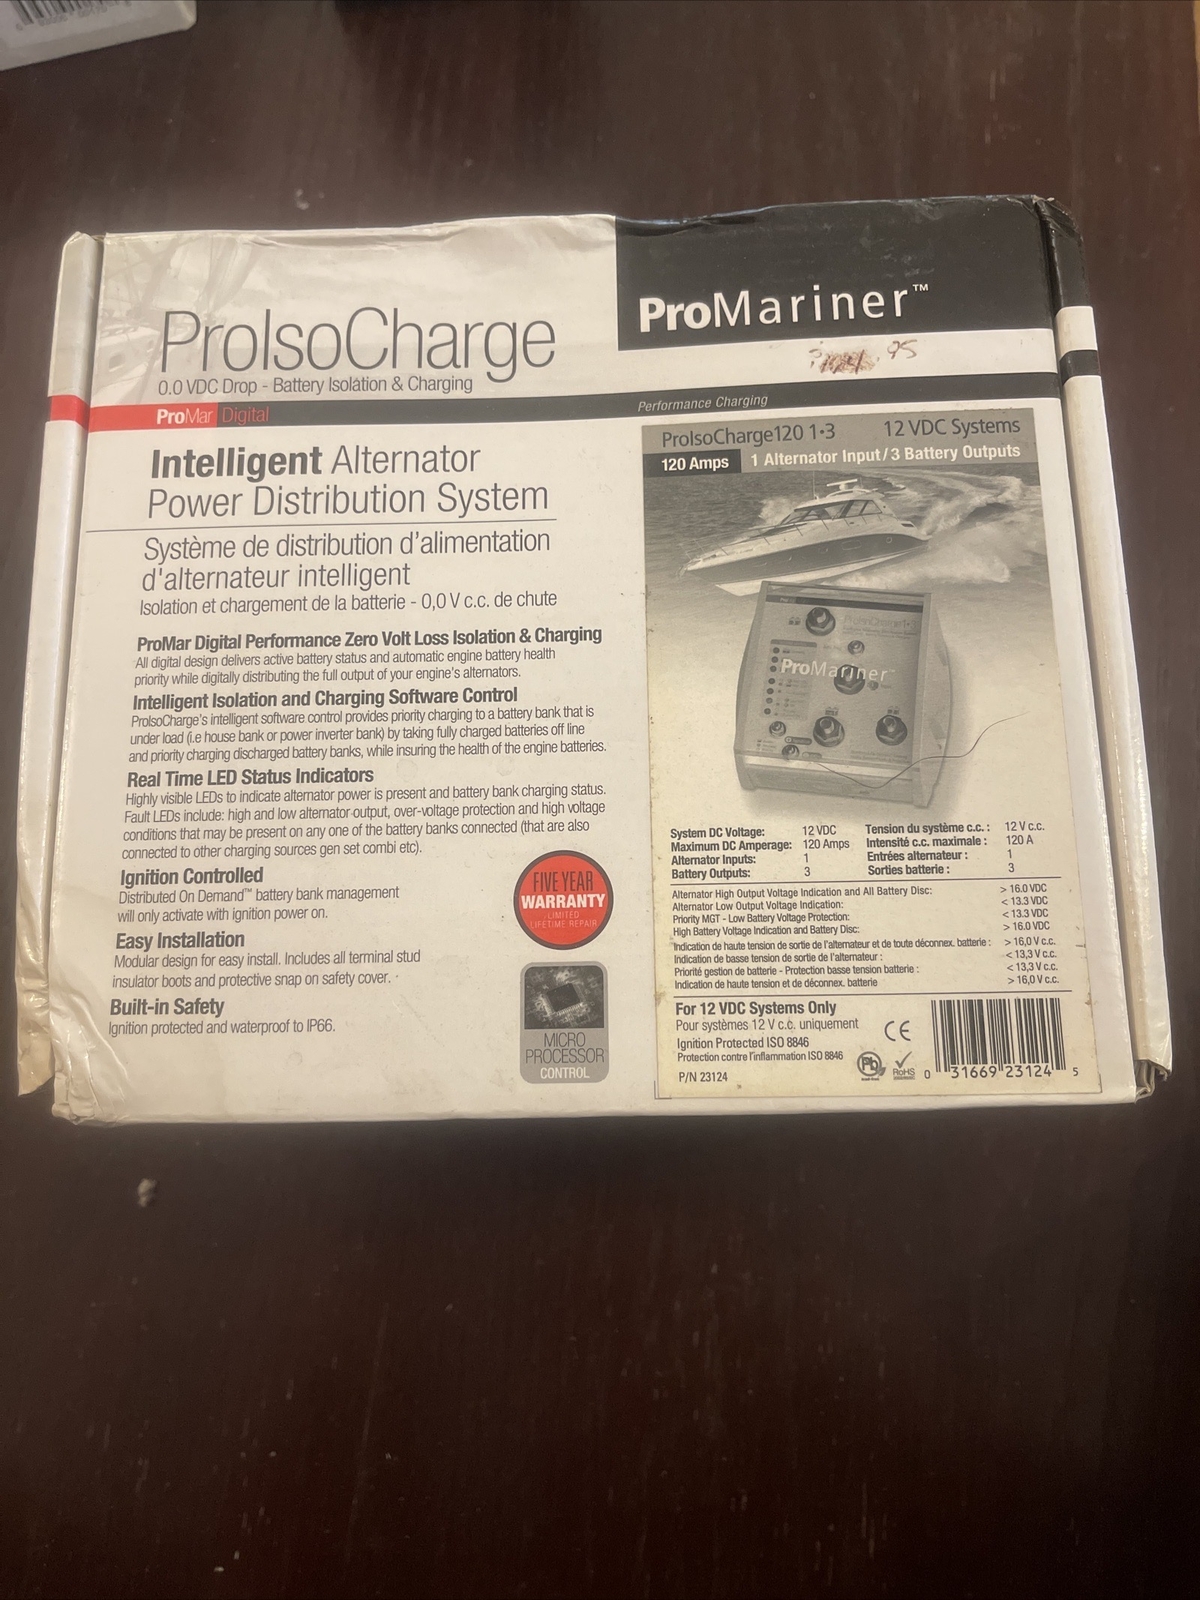 ProIsoCharge
0.0 VDC Drop - Battery Isolation & Charging
ProMar Digital
ProMariner™
.95
Performance Charging
Intelligent Alternator
Power Distribution System
Système de distribution d'alimentation
d'alternateur intelligent
Isolation et chargement de la batterie - 0,0 V c.c. de chute
ProMar Digital Performance Zero Volt Loss Isolation & Charging
All digital design delivers active battery status and automatic engine battery health
priority while digitally distributing the full output of your engine's alternators.
Intelligent Isolation and Charging Software Control
ProIsoCharge's intelligent software control provides priority charging to a battery bank that is
under load (i.e house bank or power inverter bank) by taking fully charged batteries off line
and priority charging discharged battery banks, while insuring the health of the engine batteries.
Real Time LED Status Indicators
Highly visible LEDs to indicate alternator power is present and battery bank charging status.
Fault LEDs include: high and low alternator output, over-voltage protection and high voltage
conditions that may be present on any one of the battery banks connected (that are also
connected to other charging sources gen set combi etc).
Ignition Controlled
Distributed On Demand™ battery bank management
will only activate with ignition power on.
Easy Installation
Modular design for easy install. Includes all terminal stud
insulator boots and protective snap on safety cover.
Built-in Safety
Ignition protected and waterproof to IP66.
FIVE YEAR
WARRANTY
LIMITED
LIFETIME REPAIR
MICRO
PROCESSOR
CONTROL
ProIsoCharge120 1•3 12 VDC Systems
120 Amps 1 Alternator Input / 3 Battery Outputs
ProIsoCharge1•3
ProMariner™
System DC Voltage: 12 VDC Tension du système c.c. : 12 V c.c.
Maximum DC Amperage: 120 Amps Intensité c.c. maximale : 120 A
Alternator Inputs: 1 Entrées alternateur : 1
Battery Outputs: 3 Sorties batterie : 3
Alternator High Output Voltage Indication and All Battery Disc: > 16.0 VDC
Alternator Low Output Voltage Indication: < 13.3 VDC
Priority MGT - Low Battery Voltage Protection: < 13.3 VDC
High Battery Voltage Indication and Battery Disc: > 16.0 VDC
Indication de haute tension de sortie de l'alternateur et de toute déconnex. batterie : > 16,0 V c.c.
Indication de basse tension de sortie de l'alternateur : < 13,3 V c.c.
Priorité gestion de batterie - Protection basse tension batterie : < 13,3 V c.c.
Indication de haute tension et de déconnex. batterie > 16,0 V c.c.
For 12 VDC Systems Only
Pour systèmes 12 V c.c. uniquement
Ignition Protected ISO 8846
Protection contre l'inflammation ISO 8846
P/N 23124
CE
Pb
RoHS
0 31669 23124 5